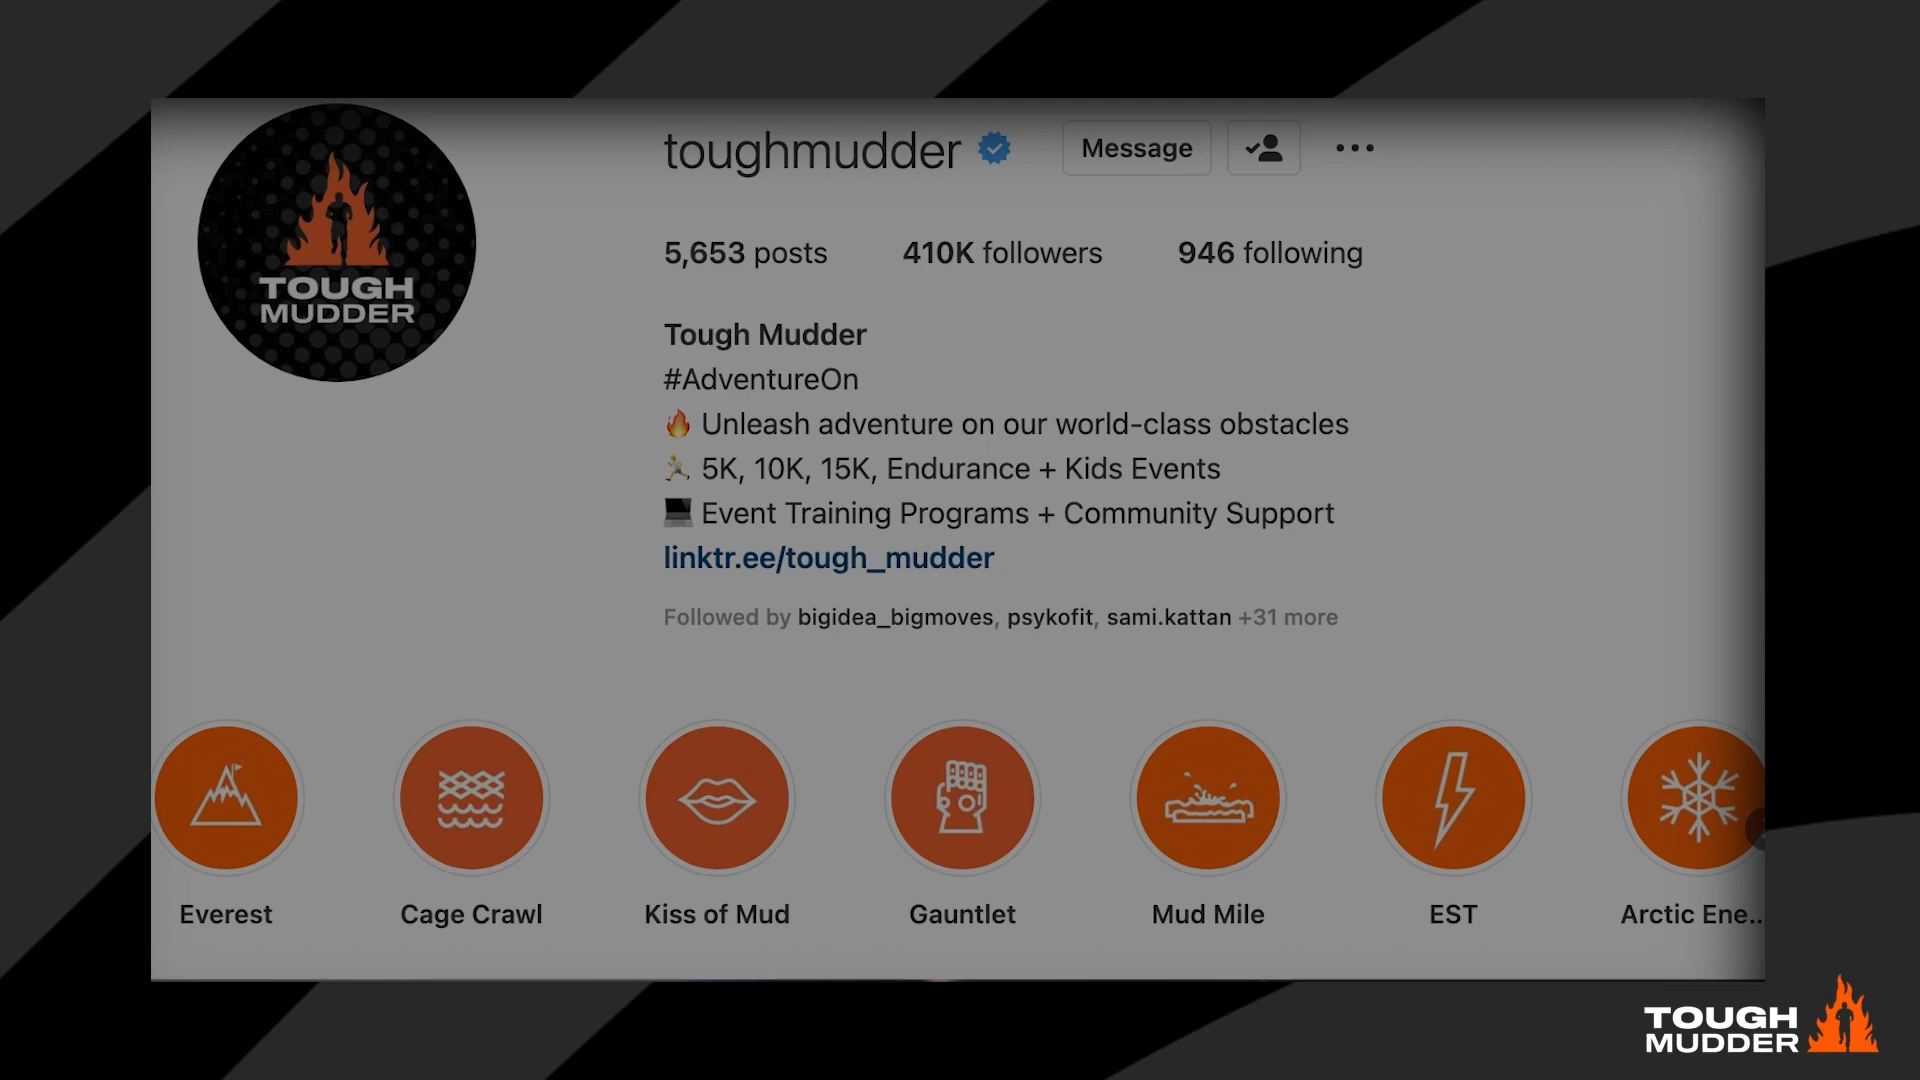 TOUGH
MUDDER
toughmudder
Message
5,653 posts 410K followers 946 following
Tough Mudder
#AdventureOn
🔥 Unleash adventure on our world-class obstacles
🏃 5K, 10K, 15K, Endurance + Kids Events
💻 Event Training Programs + Community Support
linktr.ee/tough_mudder
Followed by bigidea_bigmoves, psykofit, sami.kattan +31 more
Everest Cage Crawl Kiss of Mud Gauntlet Mud Mile EST Arctic Ene..
TOUGH
MUDDER